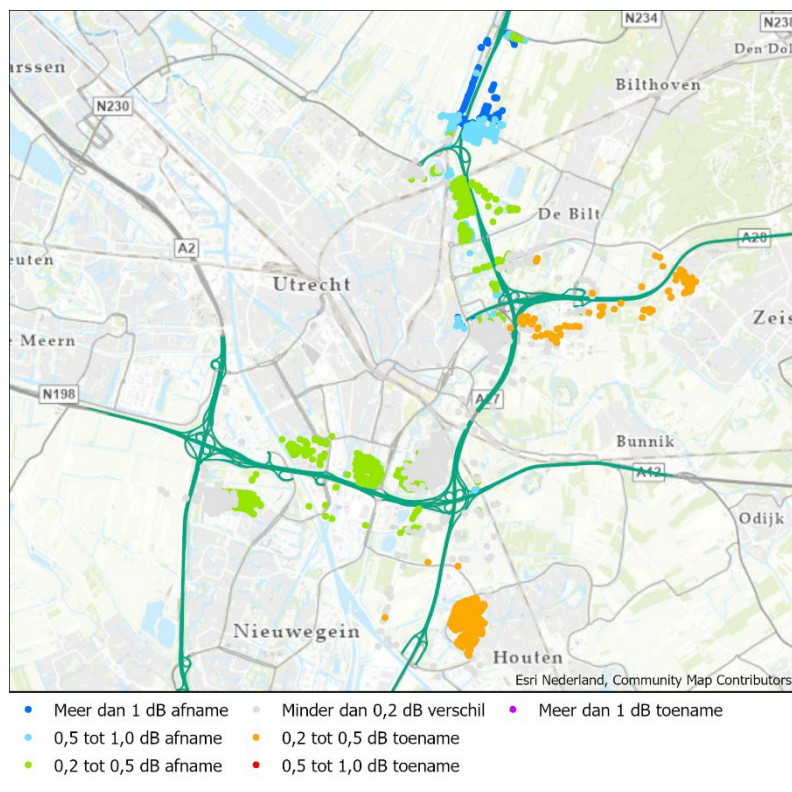 N234
N238
Den Dol
arssen
Bilthoven
N230
De Bilt
A28
A2
euten
Utrecht
Zeis
e Meern
N198
A27
Bunnik
A12
Odijk
Nieuwegein
Houten
Esri Nederland, Community Map Contributors
Meer dan 1 dB afname
Minder dan 0,2 dB verschil
Meer dan 1 dB toename
0,5 tot 1,0 dB afname
0,2 tot 0,5 dB toename
0,2 tot 0,5 dB afname
0,5 tot 1,0 dB toename